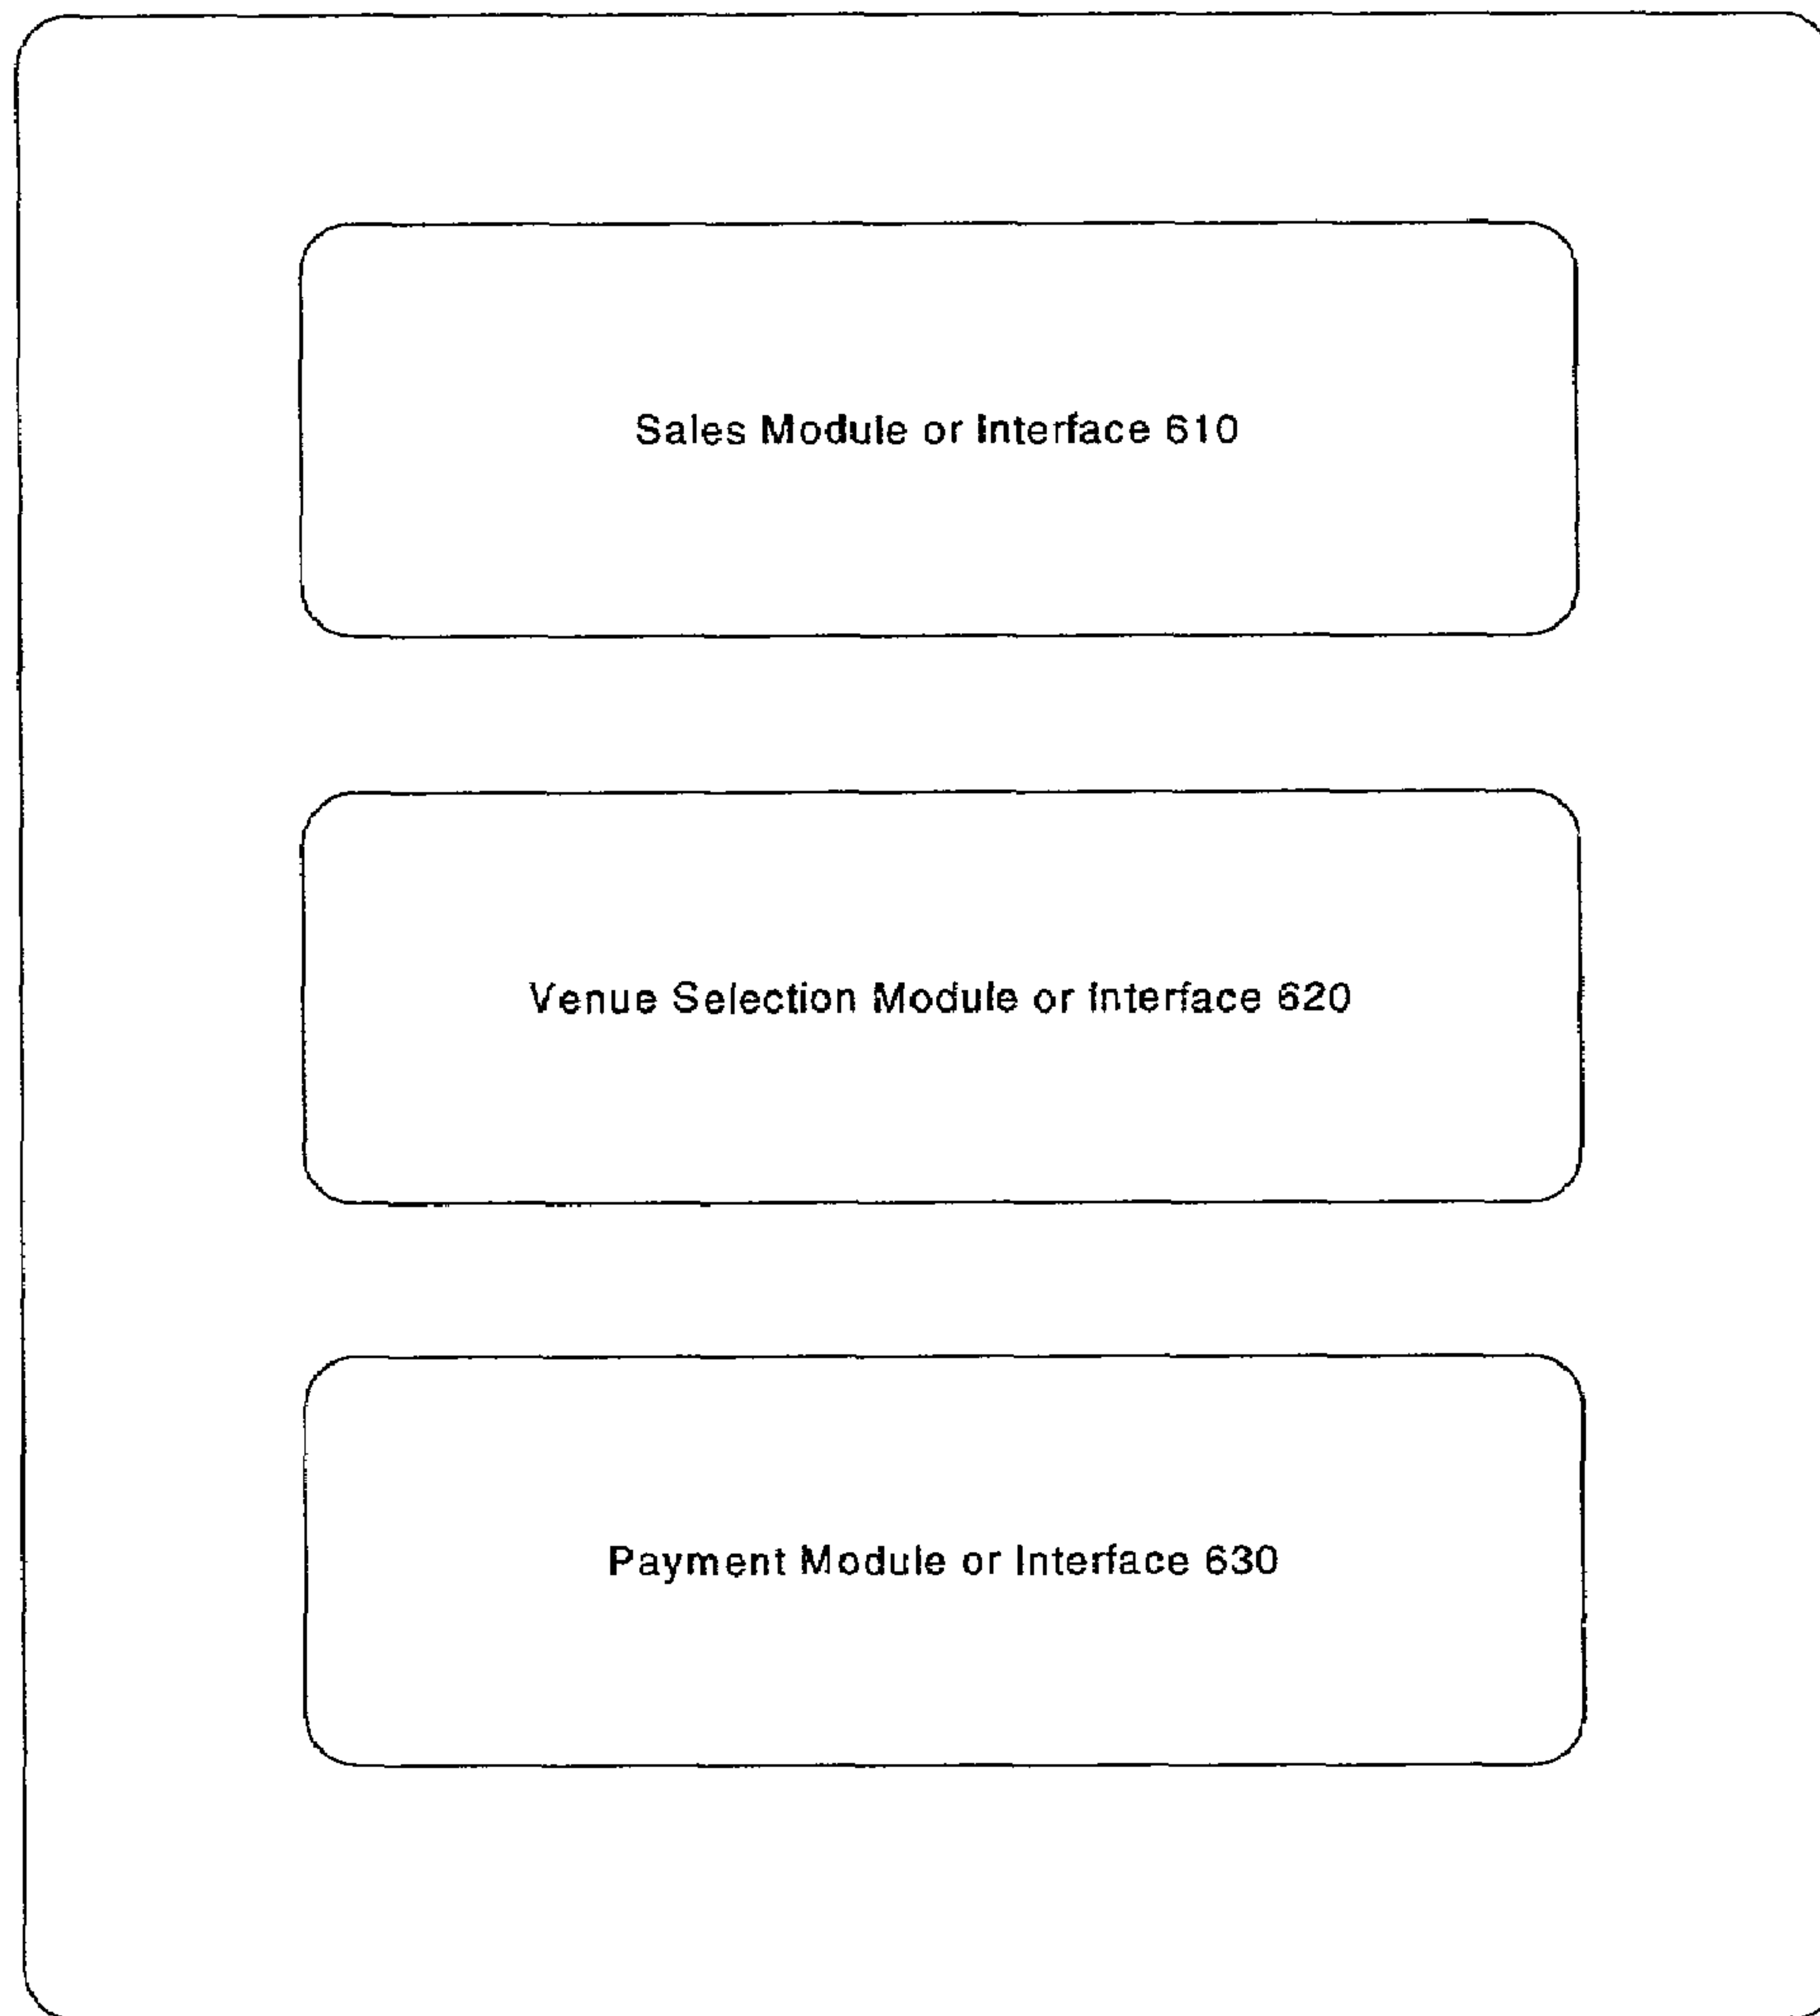 Sales Module or Interface 610
Venue Selection Module or Interface 620
Payment Module or Interface 630